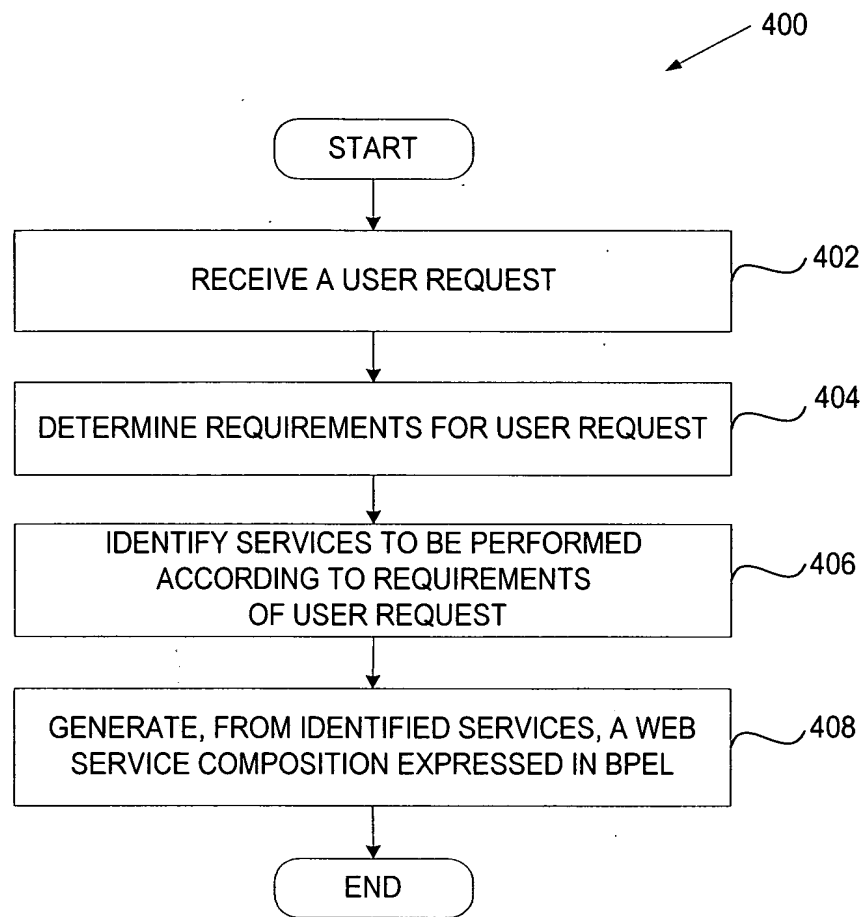 400
START
RECEIVE A USER REQUEST
402
DETERMINE REQUIREMENTS FOR USER REQUEST
404
IDENTIFY SERVICES TO BE PERFORMED
ACCORDING TO REQUIREMENTS
OF USER REQUEST
406
GENERATE, FROM IDENTIFIED SERVICES, A WEB
SERVICE COMPOSITION EXPRESSED IN BPEL
408
END